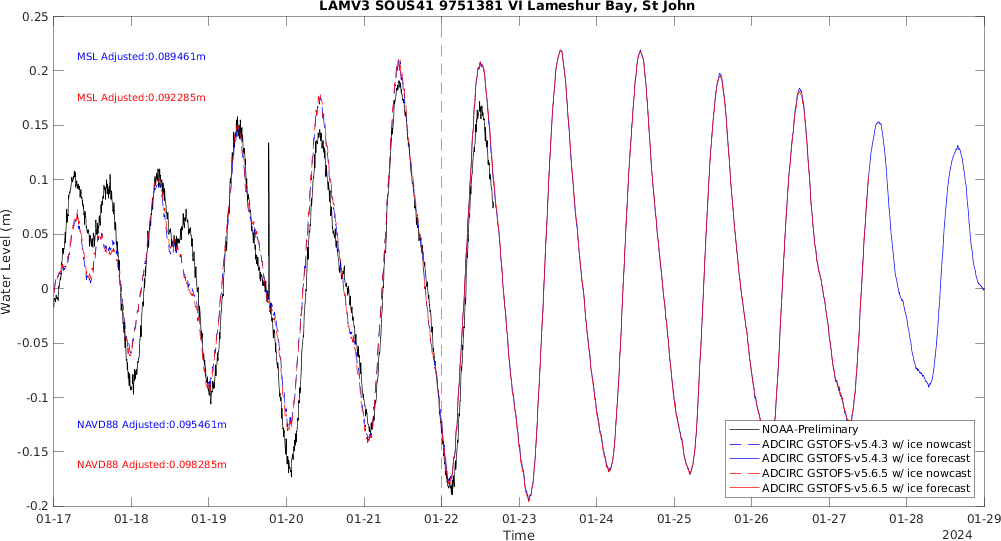 LAMV3 SOUS41 9751381 VI Lameshur Bay, St John
0.25
0.2
0.15
0.1
0.05
0
-0.05
-0.1
-0.15
-0.2
Water Level (m)
MSL Adjusted:0.089461m
MSL Adjusted:0.092285m
NAVD88 Adjusted:0.095461m
NAVD88 Adjusted:0.098285m
NOAA-Preliminary
ADCIRC GSTOFS-v5.4.3 w/ ice nowcast
ADCIRC GSTOFS-v5.4.3 w/ ice forecast
ADCIRC GSTOFS-v5.6.5 w/ ice nowcast
ADCIRC GSTOFS-v5.6.5 w/ ice forecast
01-17 01-18 01-19 01-20 01-21 01-22 01-23 01-24 01-25 01-26 01-27 01-28 01-29
Time
2024